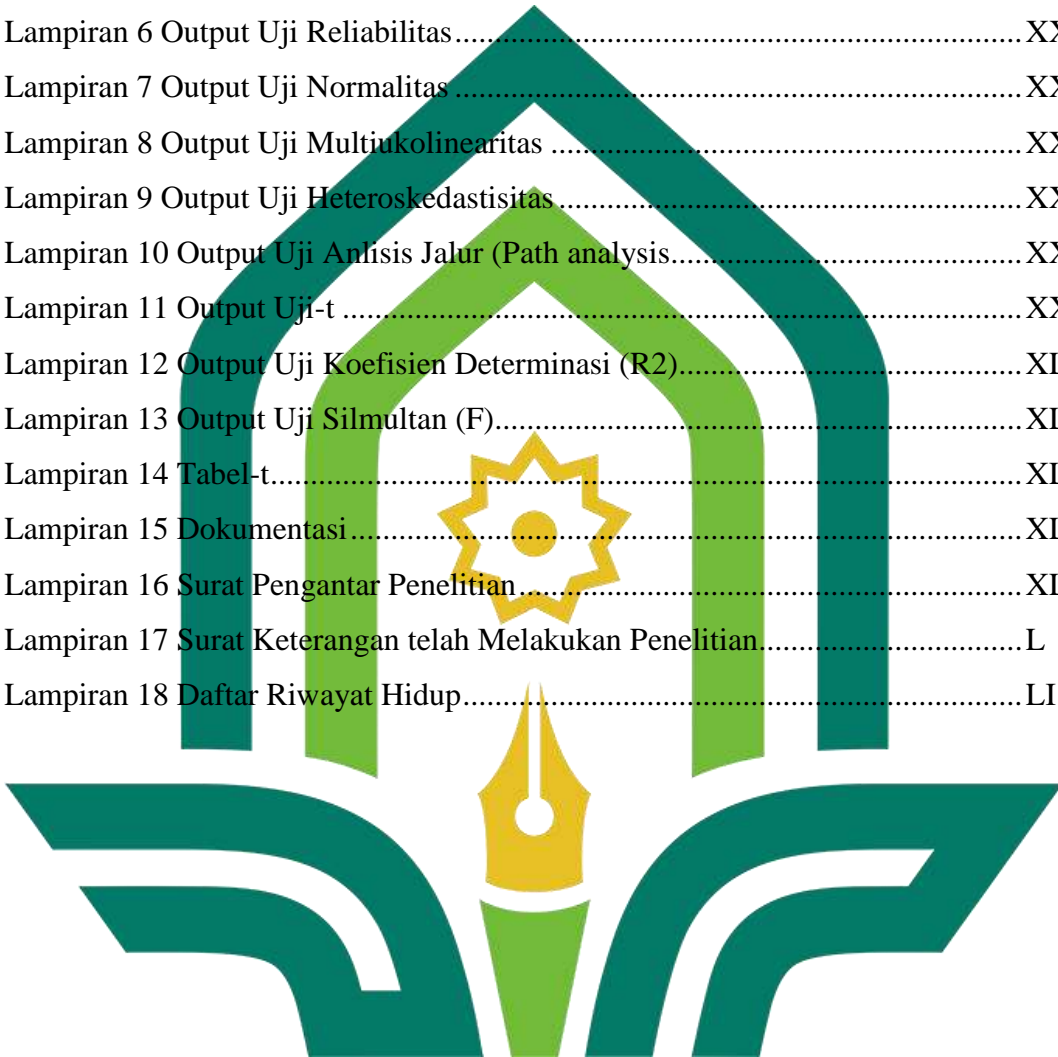 Lampiran 6 Output Uji Reliabilitas
Lampiran 7 Output Uji Normalitas
Lampiran 8 Output Uji Multiukolinearitas
Lampiran 9 Output Uji Heteroskedastisitas
Lampiran 10 Output Uji Anlisis Jalur (Path analysis
Lampiran 11 Output Uji-t
Lampiran 12 Output Uji Koefisien Determinasi (R2)
Lampiran 13 Output Uji Silmultan (F)
Lampiran 14 Tabel-t
Lampiran 15 Dokumentasi
Lampiran 16 Surat Pengantar Penelitian
Lampiran 17 Surat Keterangan telah Melakukan Penelitian L
Lampiran 18 Daftar Riwayat Hidup LI